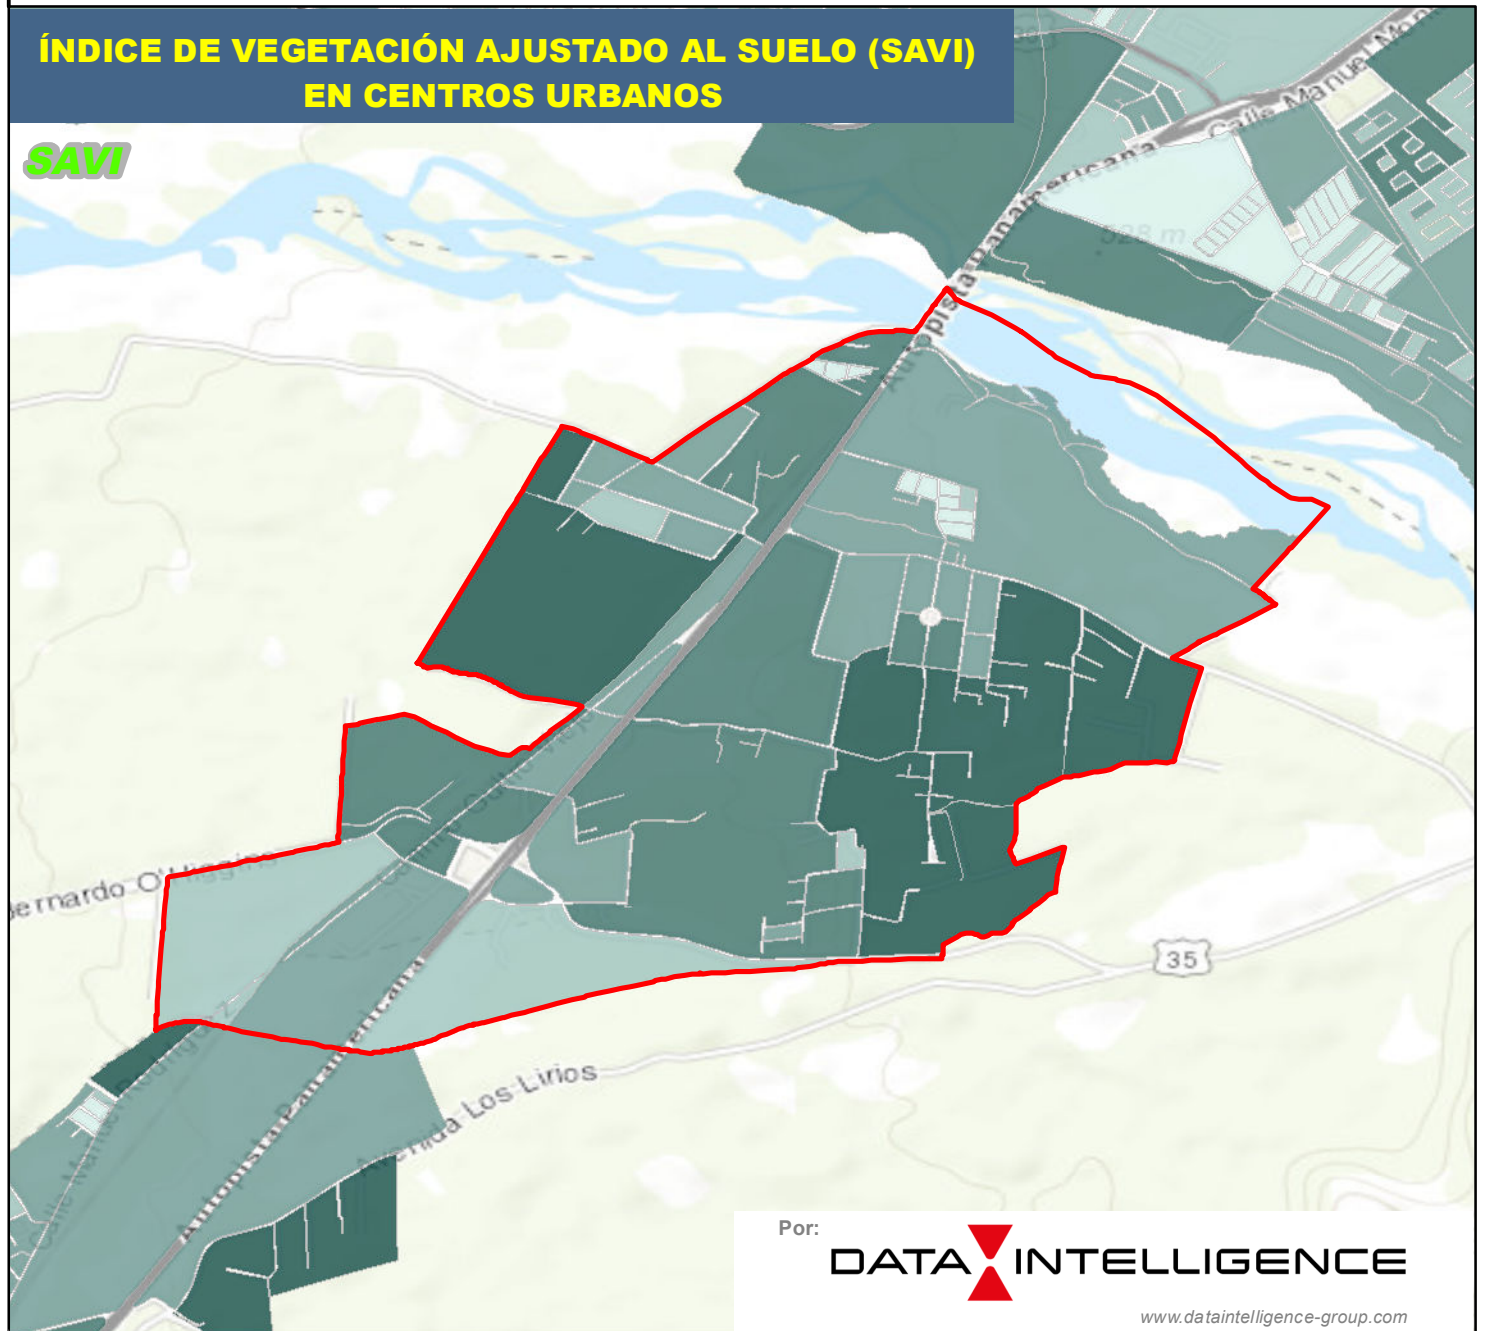 ÍNDICE DE VEGETACIÓN AJUSTADO AL SUELO (SAVI)
EN CENTROS URBANOS
SAVI
Calle Manuel
Autopista Panamericana
528 m
Bernardo O'Higgins
Autopista Panamericana
35
Avenida Los Lirios
Por:
DATA INTELLIGENCE
www.dataintelligence-group.com